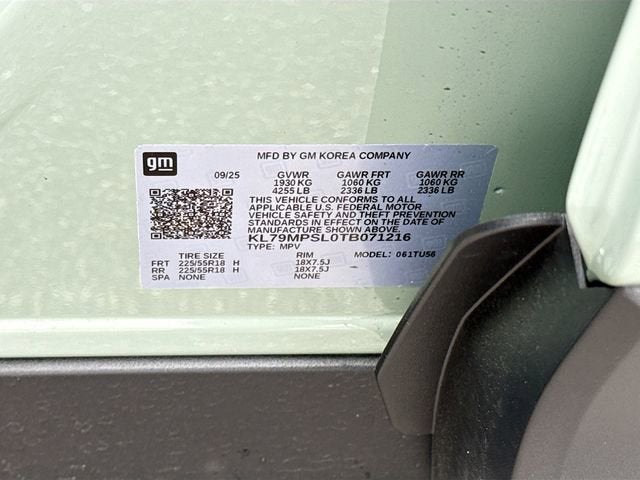 gm
MFD BY GM KOREA COMPANY
09/25 GVWR GAWR FRT GAWR RR
1930 KG 1060 KG 1060 KG
4255 LB 2336 LB 2336 LB
THIS VEHICLE CONFORMS TO ALL
APPLICABLE U.S. FEDERAL MOTOR
VEHICLE SAFETY AND THEFT PREVENTION
STANDARDS IN EFFECT ON THE DATE OF
MANUFACTURE SHOWN ABOVE.
KL79MPSL0TB071216
TYPE: MPV MODEL: 061TU56
TIRE SIZE RIM
FRT 225/55R18 H 18X7.5J
RR 225/55R18 H 18X7.5J
SPA NONE NONE